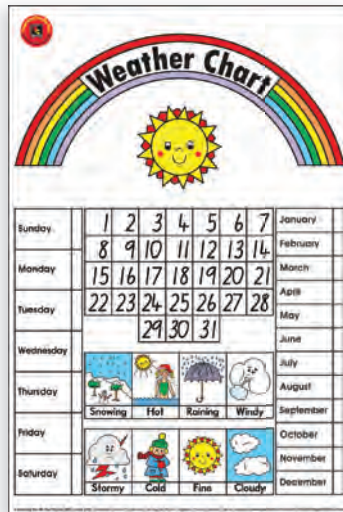 Weather Chart
Sunday
Monday
Tuesday
Wednesday
Thursday
Friday
Saturday
1 2 3 4 5 6 7
8 9 10 11 12 13 14
15 16 17 18 19 20 21
22 23 24 25 26 27 28
29 30 31
Snowing Hot Raining Windy
Stormy Cold Fine Cloudy
January
February
March
April
May
June
July
August
September
October
November
December